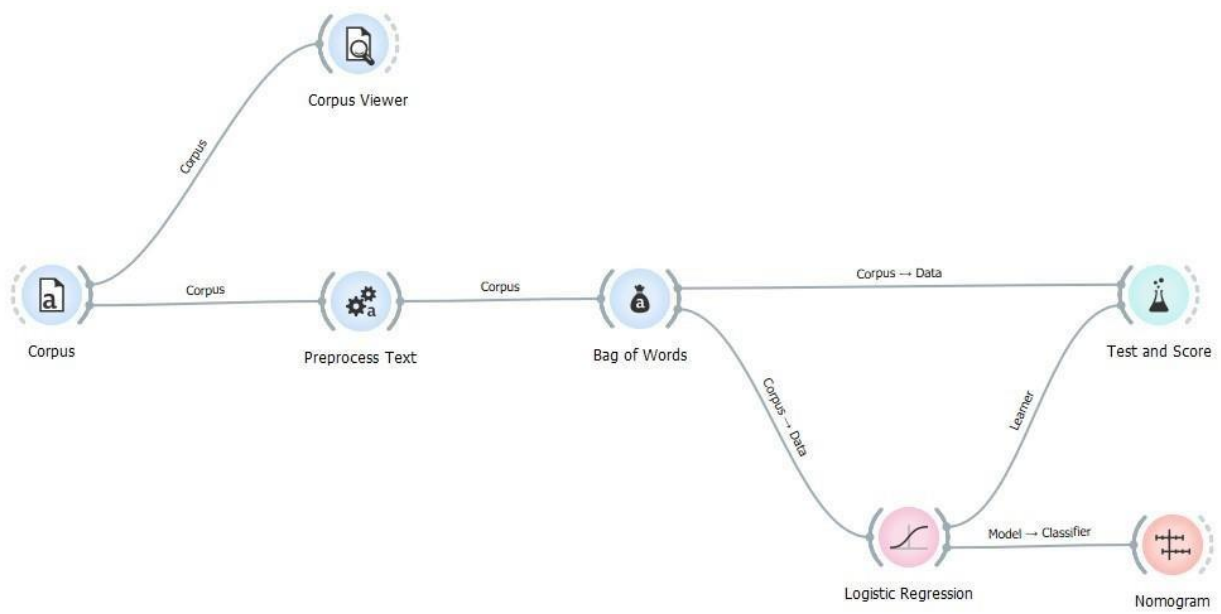 Corpus Viewer
Corpus
Corpus
Corpus
Corpus → Data
a
a
a
Corpus
Preprocess Text
Bag of Words
Test and Score
Corpus → Data
Learner
Model → Classifier
Logistic Regression
Nomogram